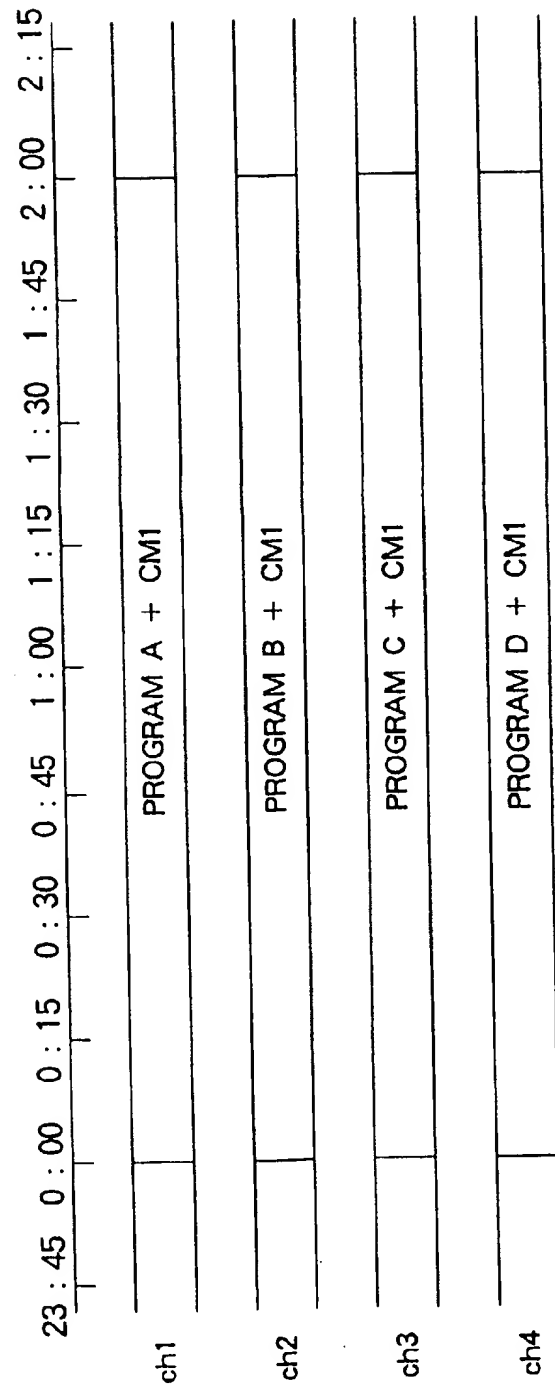 23 : 45 0 : 00 0 : 15 0 : 30 0 : 45 1 : 00 1 : 15 1 : 30 1 : 45 2 : 00 2 : 15
ch1 PROGRAM A + CM1
ch2 PROGRAM B + CM1
ch3 PROGRAM C + CM1
ch4 PROGRAM D + CM1